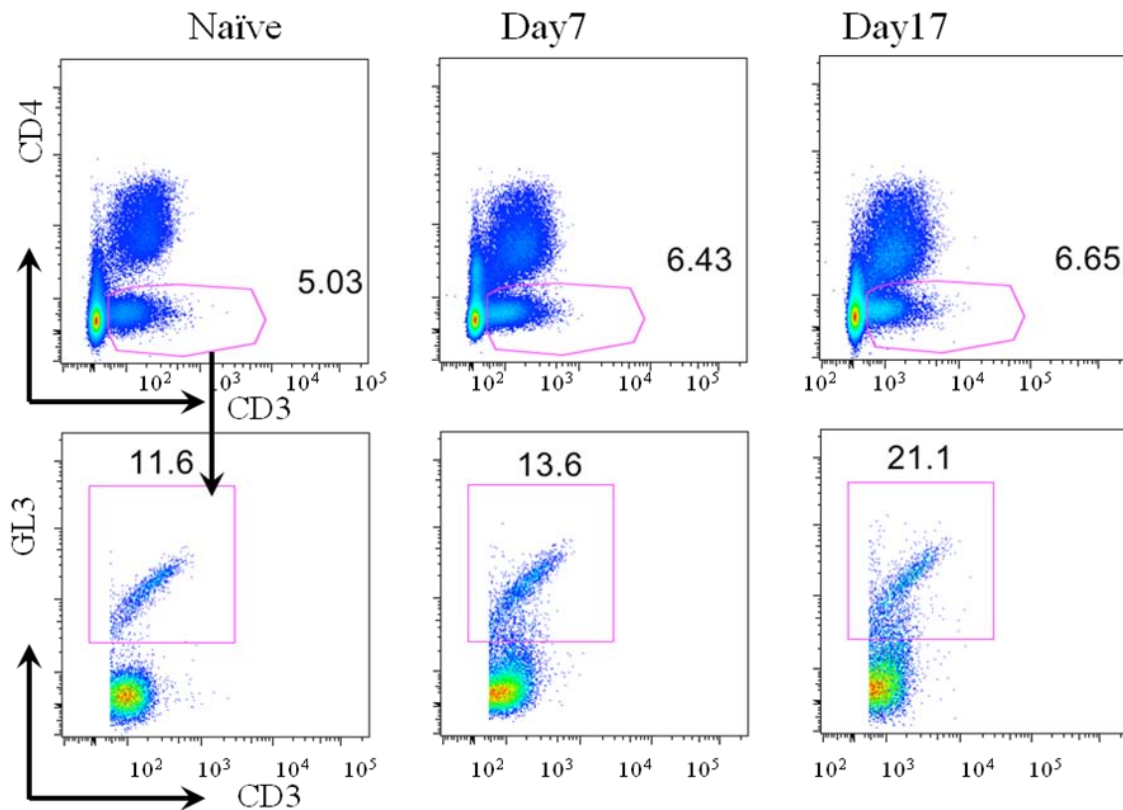 Naïve Day7 Day17
CD4
5.03 6.43 6.65
10² 10³ 10⁴ 10⁵ 10² 10³ 10⁴ 10⁵ 10² 10³ 10⁴ 10⁵
CD3
11.6 13.6 21.1
GL3
10² 10³ 10⁴ 10⁵ 10² 10³ 10⁴ 10⁵ 10² 10³ 10⁴ 10⁵
CD3